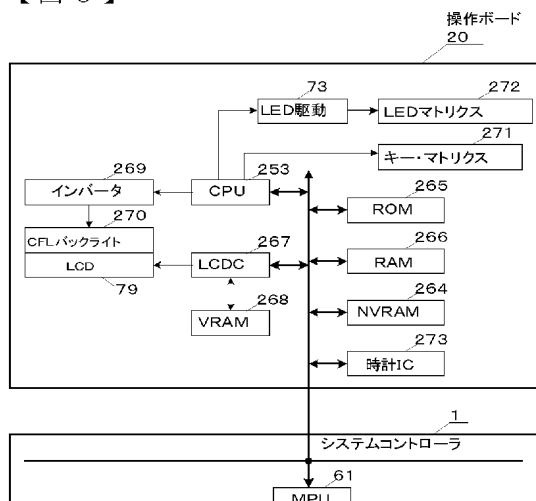 操作ボード
20
73
LED駆動
272
LEDマトリクス
271
キー・マトリクス
269
インバータ
253
CPU
265
ROM
270
CFLバックライト
LCD
79
267
LCDC
266
RAM
268
VRAM
264
NVRAM
273
時計IC
1
システムコントローラ
61
MPU